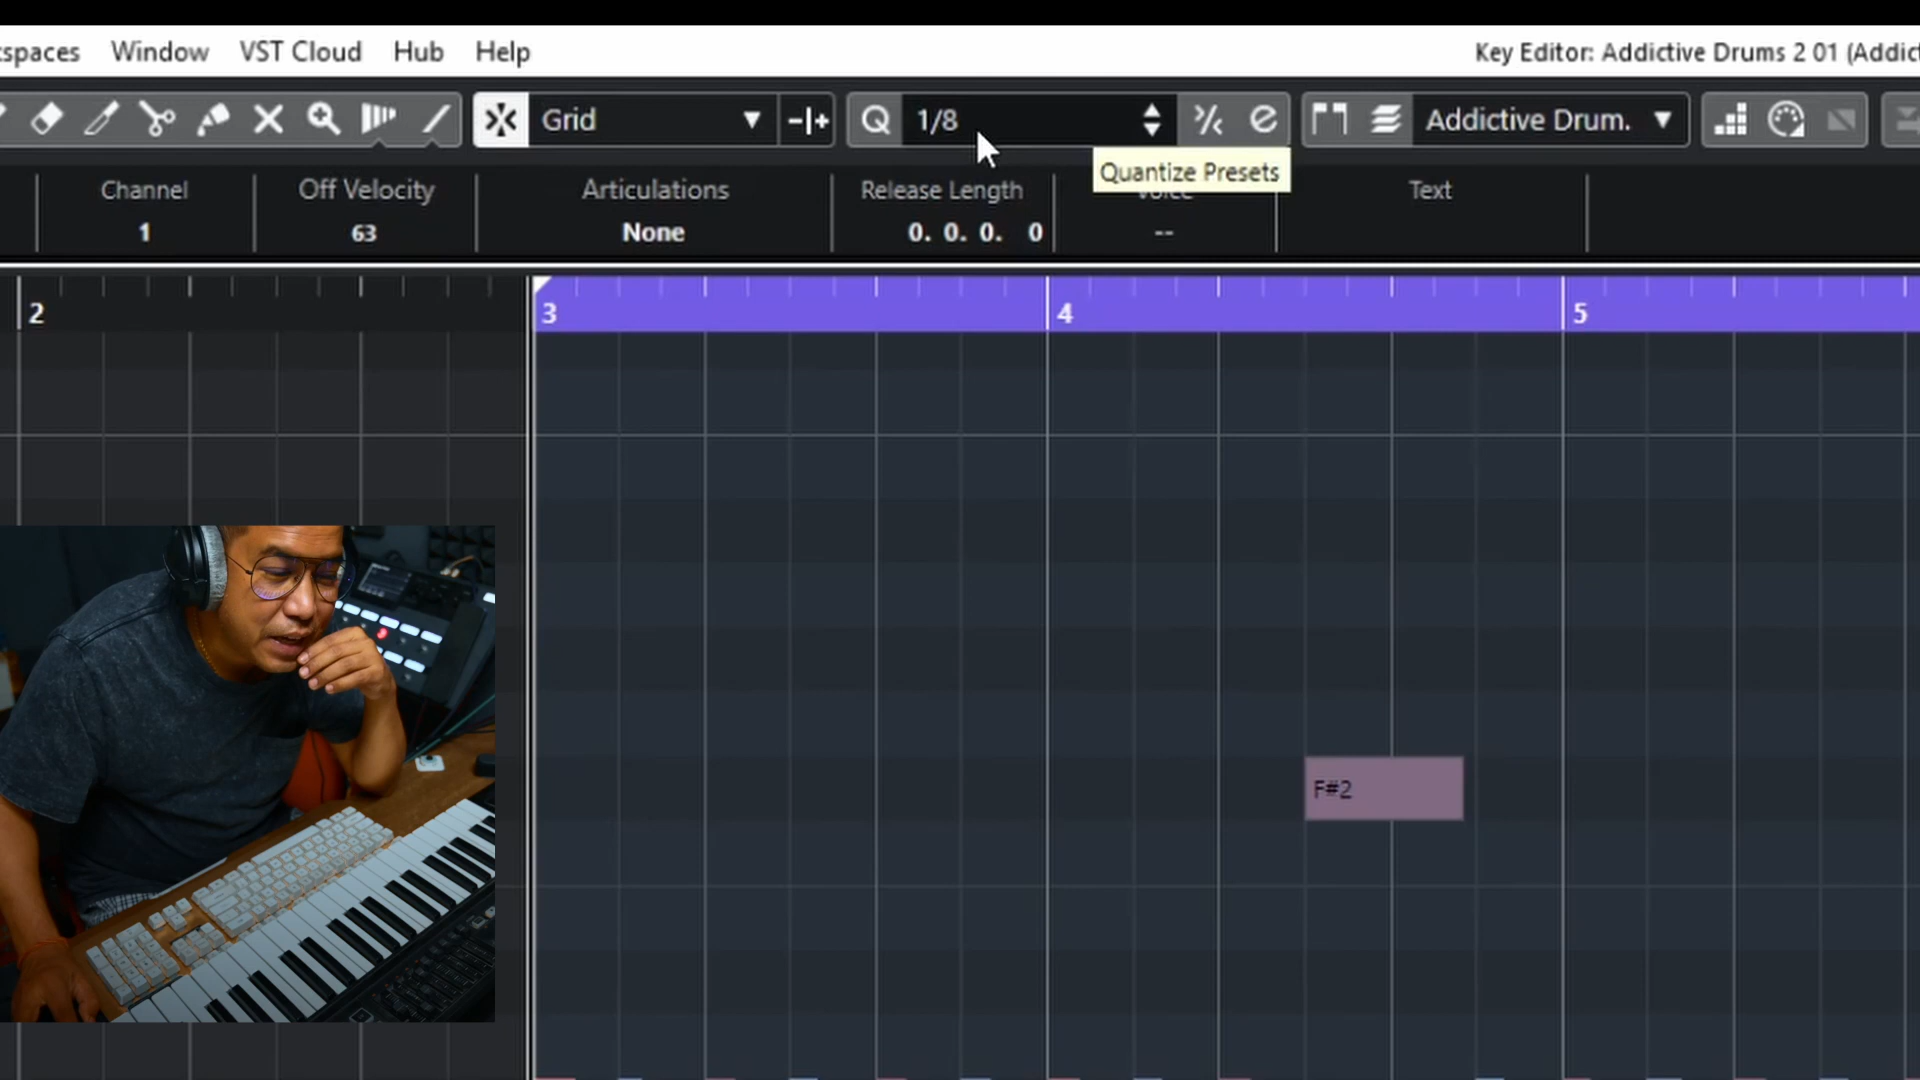 spaces Window VST Cloud Hub Help Key Editor: Addictive Drums 2 01 (Addic
Grid Q 1/8 Addictive Drum.
Quantize Presets
Channel Off Velocity Articulations Release Length Voice Text
1 63 None 0. 0. 0. 0 --
2 3 4 5
F#2